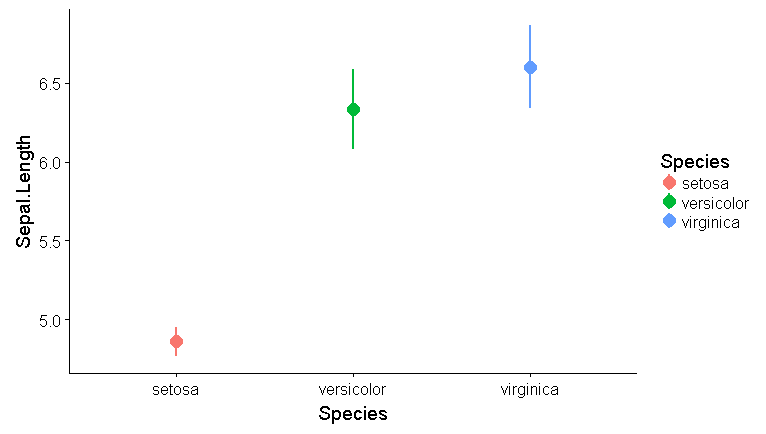 6.5
6.0
5.5
5.0
Sepal.Length
setosa
versicolor
virginica
Species
Species
setosa
versicolor
virginica